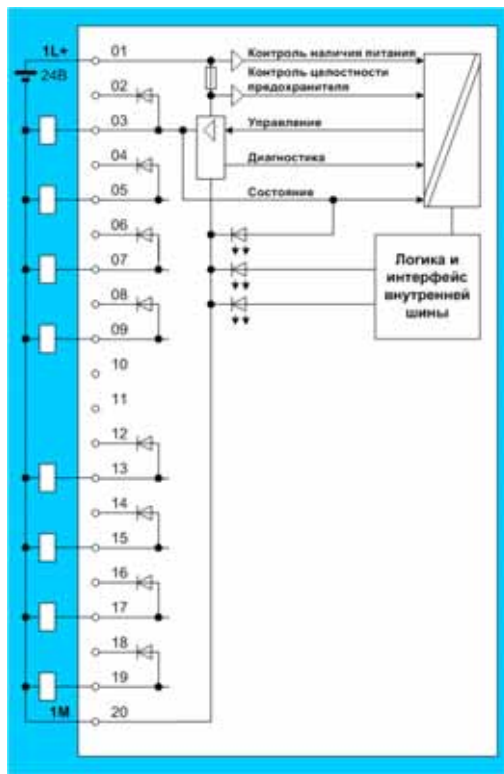 1L+
01
Контроль наличия питания
24В
Контроль целостности
предохранителя
02
03
Управление
04
Диагностика
05
Состояние
06
07
Логика и
интерфейс
внутренней
шины
08
09
10
11
12
13
14
15
16
17
18
19
1M
20